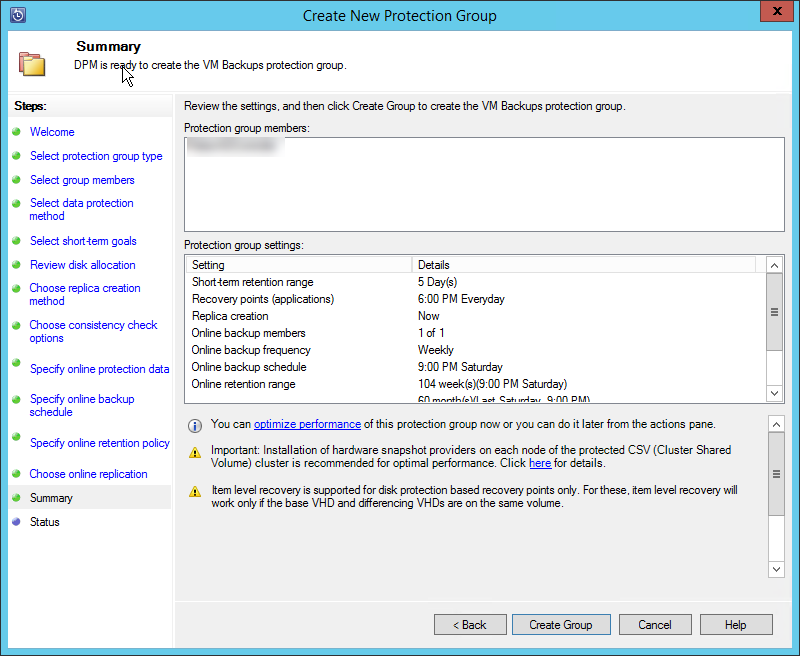 Create New Protection Group
Summary
DPM is ready to create the VM Backups protection group.
Steps:
Welcome
Select protection group type
Select group members
Select data protection
method
Select short-term goals
Review disk allocation
Choose replica creation
method
Choose consistency check
options
Specify online protection data
Specify online backup
schedule
Specify online retention policy
Choose online replication
Summary
Status
Review the settings, and then click Create Group to create the VM Backups protection group.
Protection group members:
Protection group settings:
Setting Details
Short-term retention range 5 Day(s)
Recovery points (applications) 6:00 PM Everyday
Replica creation Now
Online backup members 1 of 1
Online backup frequency Weekly
Online backup schedule 9:00 PM Saturday
Online retention range 104 week(s)(9:00 PM Saturday)
60 month(s)(Last Saturday, 9:00 PM)
You can optimize performance of this protection group now or you can do it later from the actions pane.
Important: Installation of hardware snapshot providers on each node of the protected CSV (Cluster Shared
Volume) cluster is recommended for optimal performance. Click here for details.
Item level recovery is supported for disk protection based recovery points only. For these, item level recovery will
work only if the base VHD and differencing VHDs are on the same volume.
< Back
Create Group
Cancel
Help